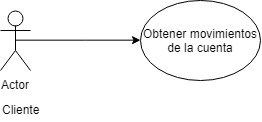 Obtener movimientos
de la cuenta
Actor
Cliente